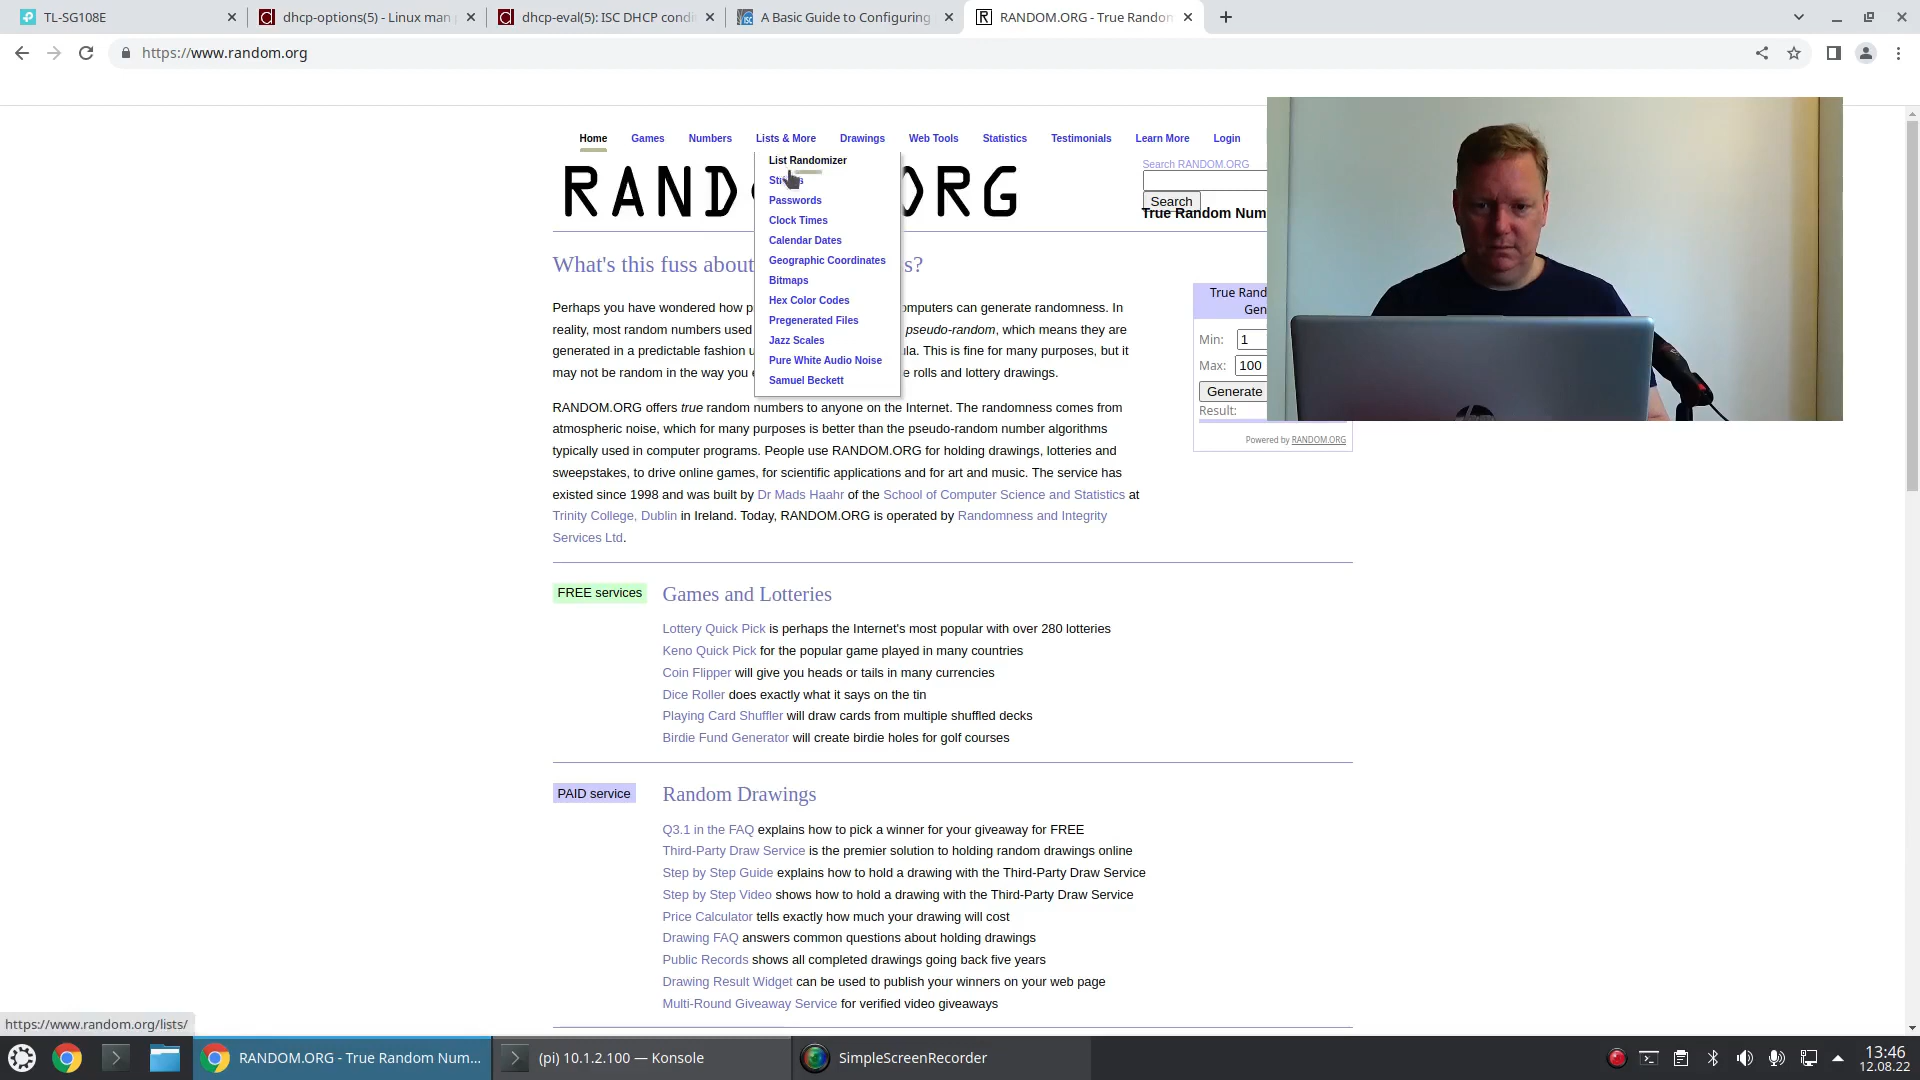 TL-SG108E
dhcp-options(5) - Linux man
dhcp-eval(5): ISC DHCP condi
A Basic Guide to Configuring
RANDOM.ORG - True Random
https://www.random.org
Home Games Numbers Lists & More Drawings Web Tools Statistics Testimonials Learn More Login
List Randomizer
Passwords
Clock Times
Calendar Dates
Geographic Coordinates
Bitmaps
Hex Color Codes
Pregenerated Files
Jazz Scales
Pure White Audio Noise
Samuel Beckett
RAND ORG
Search RANDOM.ORG
Search
True Random Num
What's this fuss about s?
Perhaps you have wondered how p omputers can generate randomness. In
reality, most random numbers used pseudo-random, which means they are
generated in a predictable fashion u ula. This is fine for many purposes, but it
may not be random in the way you e e rolls and lottery drawings.
RANDOM.ORG offers true random numbers to anyone on the Internet. The randomness comes from
atmospheric noise, which for many purposes is better than the pseudo-random number algorithms
typically used in computer programs. People use RANDOM.ORG for holding drawings, lotteries and
sweepstakes, to drive online games, for scientific applications and for art and music. The service has
existed since 1998 and was built by Dr Mads Haahr of the School of Computer Science and Statistics at
Trinity College, Dublin in Ireland. Today, RANDOM.ORG is operated by Randomness and Integrity
Services Ltd.
True Rand
Gen
Min: 1
Max: 100
Generate
Result:
Powered by RANDOM.ORG
FREE services
Games and Lotteries
Lottery Quick Pick is perhaps the Internet's most popular with over 280 lotteries
Keno Quick Pick for the popular game played in many countries
Coin Flipper will give you heads or tails in many currencies
Dice Roller does exactly what it says on the tin
Playing Card Shuffler will draw cards from multiple shuffled decks
Birdie Fund Generator will create birdie holes for golf courses
PAID service
Random Drawings
Q3.1 in the FAQ explains how to pick a winner for your giveaway for FREE
Third-Party Draw Service is the premier solution to holding random drawings online
Step by Step Guide explains how to hold a drawing with the Third-Party Draw Service
Step by Step Video shows how to hold a drawing with the Third-Party Draw Service
Price Calculator tells exactly how much your drawing will cost
Drawing FAQ answers common questions about holding drawings
Public Records shows all completed drawings going back five years
Drawing Result Widget can be used to publish your winners on your web page
Multi-Round Giveaway Service for verified video giveaways
https://www.random.org/lists/
RANDOM.ORG - True Random Num...
(pi) 10.1.2.100 — Konsole
SimpleScreenRecorder
13:46
12.08.22